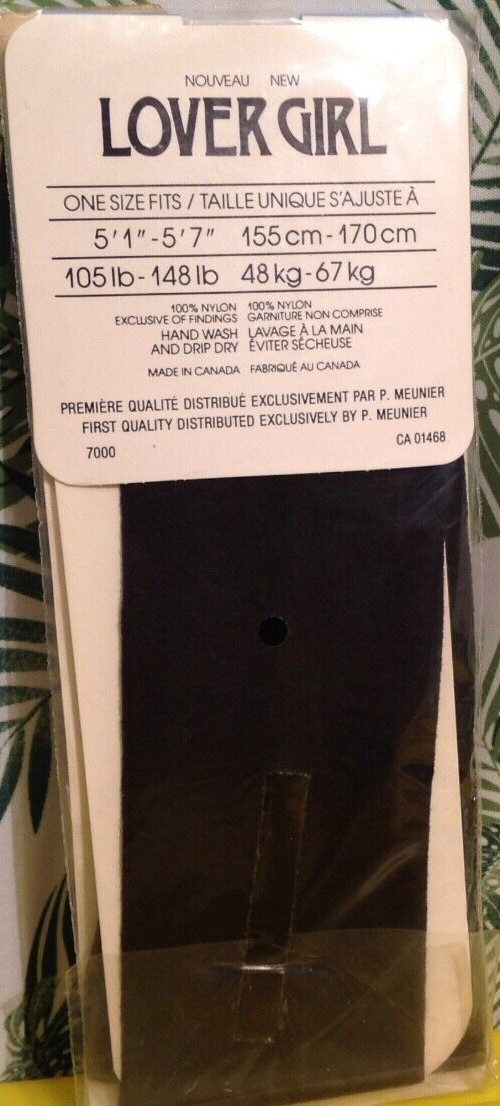 NOUVEAU NEW
LOVER GIRL
ONE SIZE FITS / TAILLE UNIQUE S'AJUSTE À
5'1"-5'7" 155cm-170cm
105lb-148lb 48kg-67kg
100% NYLON 100% NYLON
EXCLUSIVE OF FINDINGS GARNITURE NON COMPRISE
HAND WASH LAVAGE À LA MAIN
AND DRIP DRY ÉVITER SÉCHEUSE
MADE IN CANADA FABRIQUÉ AU CANADA
PREMIÈRE QUALITÉ DISTRIBUÉ EXCLUSIVEMENT PAR P. MEUNIER
FIRST QUALITY DISTRIBUTED EXCLUSIVELY BY P. MEUNIER
7000 CA 01468